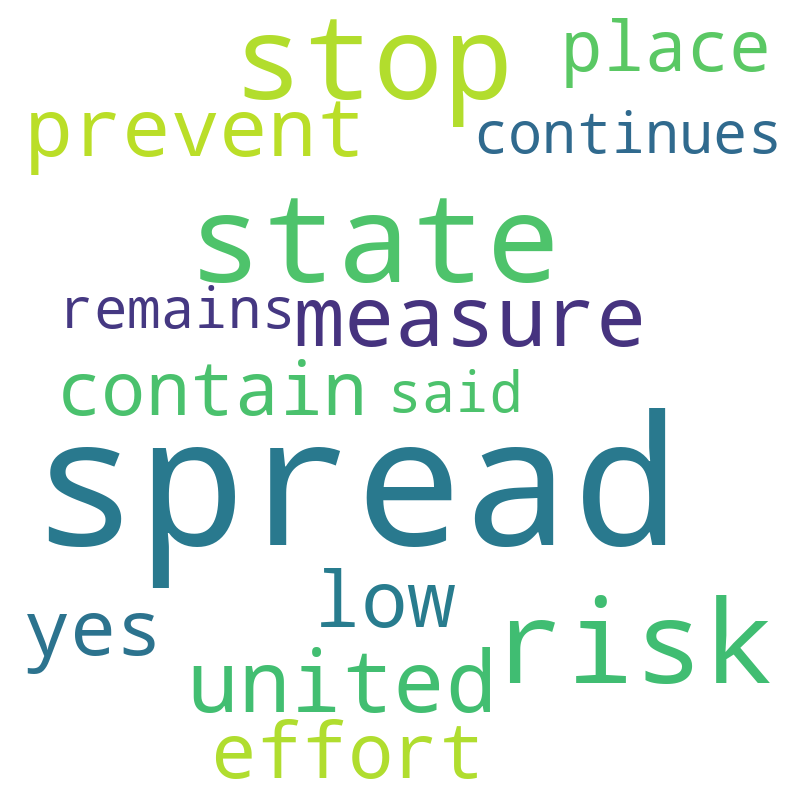 stop
place
prevent
continues
state
remains
measure
contain
said
spread
low
yes
risk
united
effort